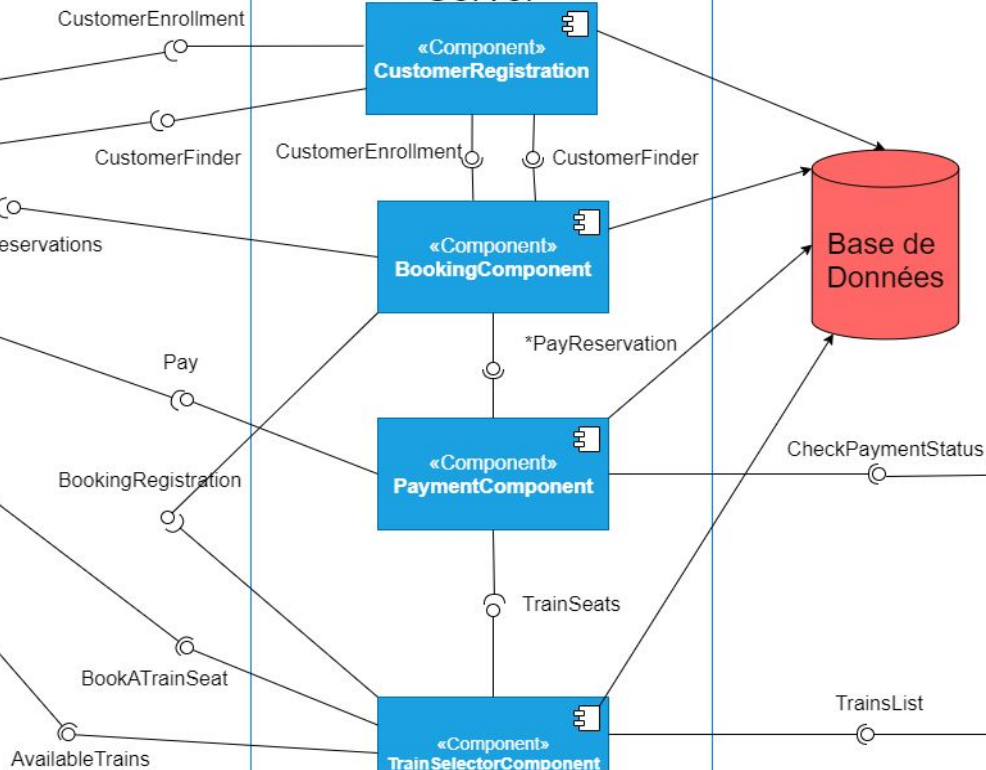 CustomerEnrollment
«Component»
CustomerRegistration
CustomerFinder
CustomerEnrollment
CustomerFinder
eservations
«Component»
BookingComponent
Base de
Données
*PayReservation
Pay
CheckPaymentStatus
«Component»
PaymentComponent
BookingRegistration
TrainSeats
BookATrainSeat
TrainsList
«Component»
TrainSelectorComponent
AvailableTrains